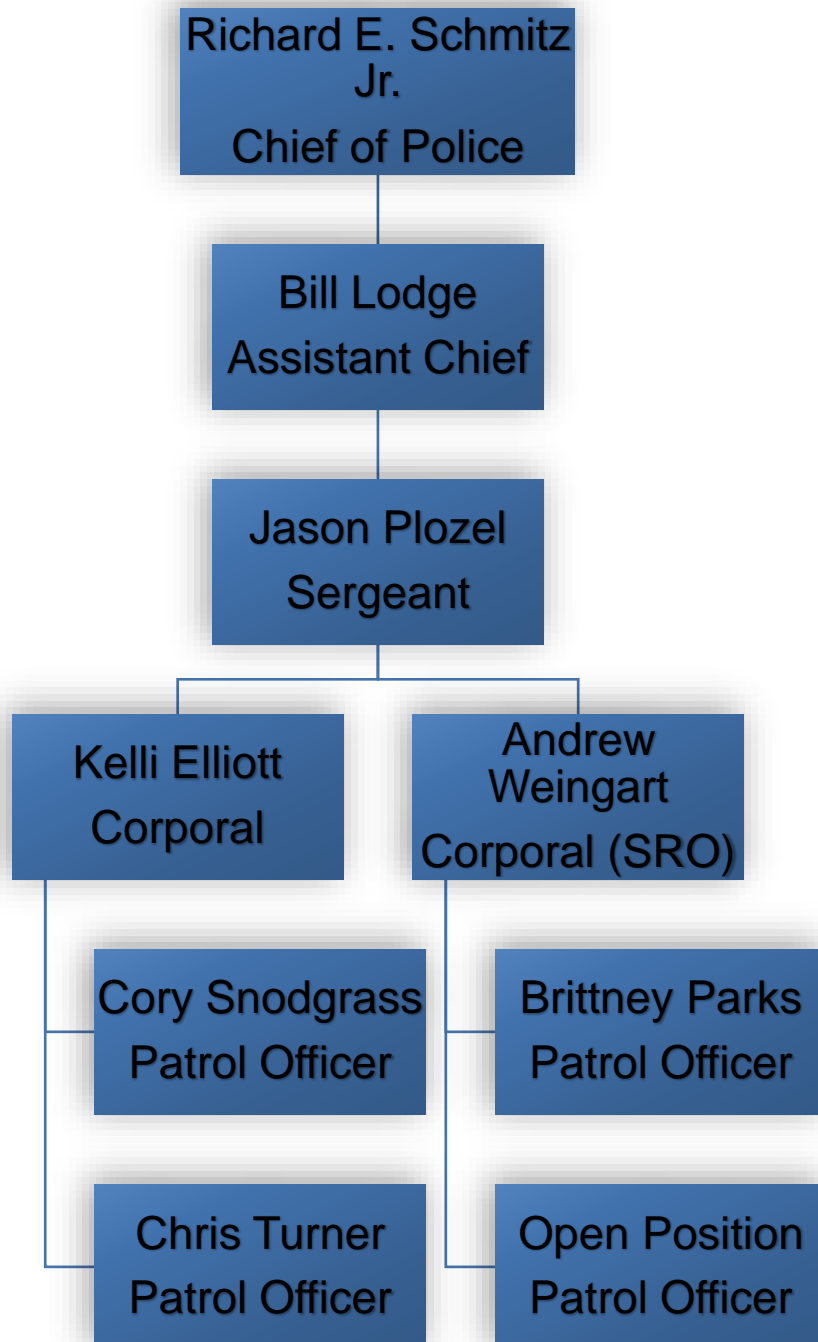 Richard E. Schmitz
Jr.
Chief of Police
Bill Lodge
Assistant Chief
Jason Plozel
Sergeant
Kelli Elliott
Corporal
Andrew
Weingart
Corporal (SRO)
Cory Snodgrass
Patrol Officer
Chris Turner
Patrol Officer
Brittney Parks
Patrol Officer
Open Position
Patrol Officer